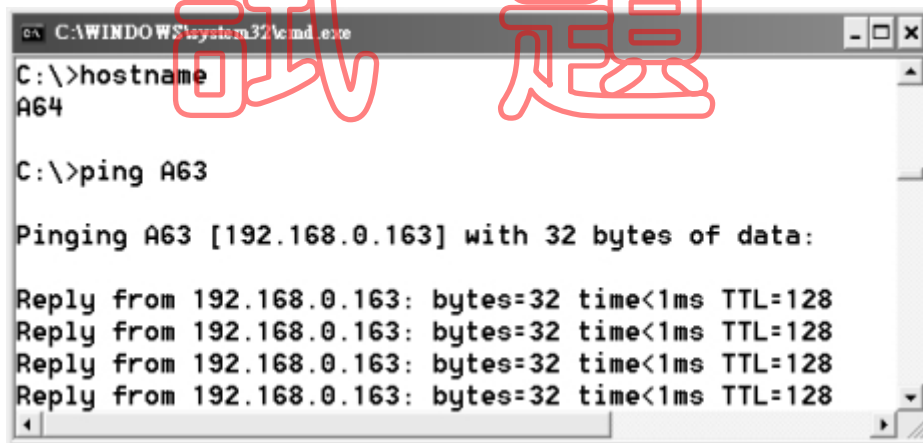 C:\WINDOWS\system32\cmd.exe
試 題
C:\>hostname
A64
C:\>ping A63
Pinging A63 [192.168.0.163] with 32 bytes of data:
Reply from 192.168.0.163: bytes=32 time<1ms TTL=128
Reply from 192.168.0.163: bytes=32 time<1ms TTL=128
Reply from 192.168.0.163: bytes=32 time<1ms TTL=128
Reply from 192.168.0.163: bytes=32 time<1ms TTL=128